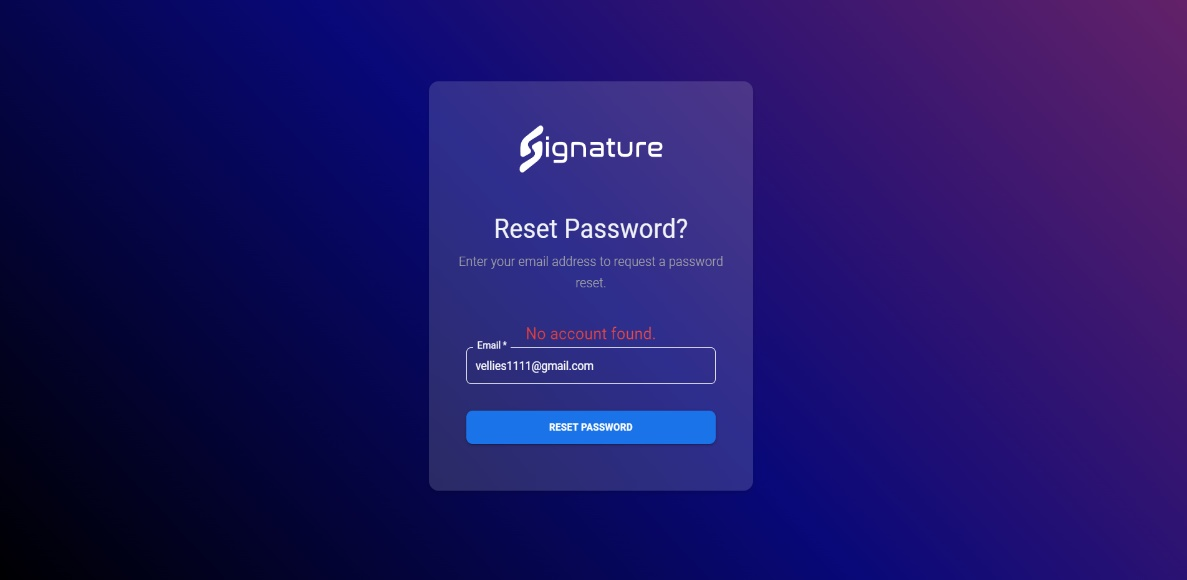 Signature
Reset Password?
Enter your email address to request a password
reset.
No account found.
Email *
vellies1111@gmail.com
RESET PASSWORD